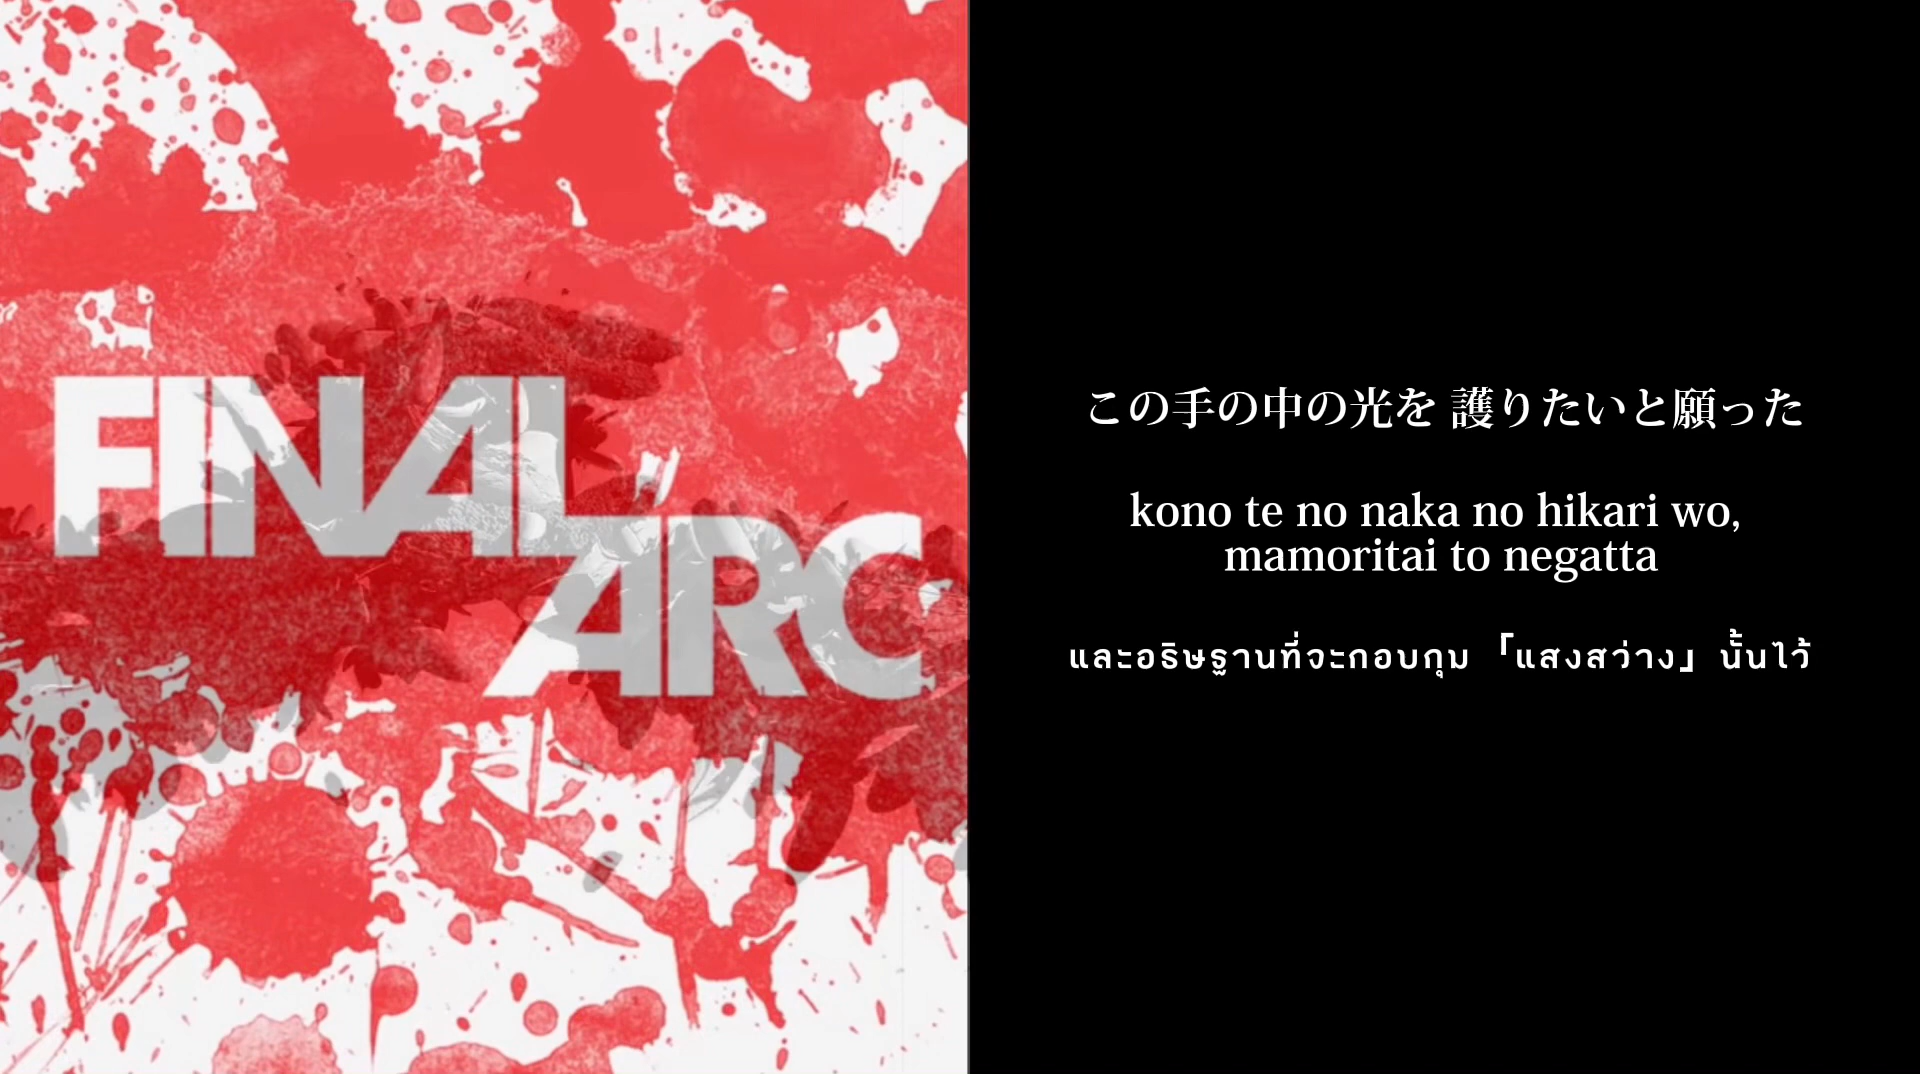 FINAL
ARC
この手の中の光を 護りたいと願った
kono te no naka no hikari wo,
mamoritai to negatta
และอธิษฐานที่จะกอบกุม「แสงสว่าง」นั้นไว้